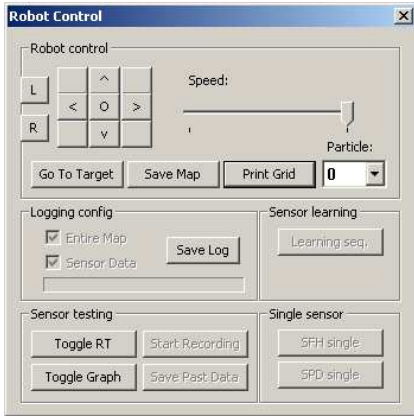 Robot Control
Robot control
L
^
Speed:
< O >
R
v
Particle:
Go To Target Save Map Print Grid 0
Logging config Sensor learning
Entire Map
Save Log Learning seq.
Sensor Data
Sensor testing Single sensor
Toggle RT Start Recording SFH single
Toggle Graph Save Past Data SPD single